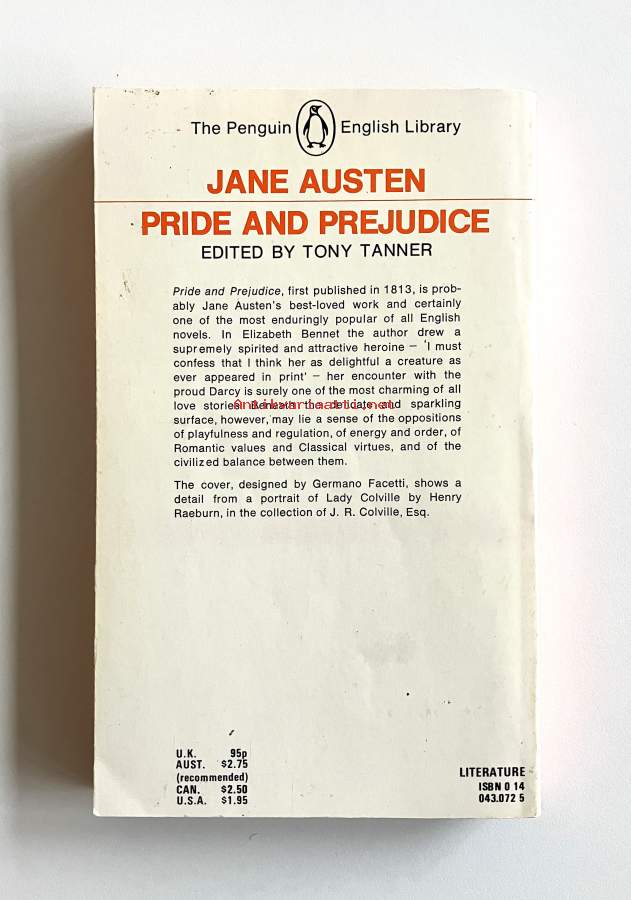 The Penguin English Library
JANE AUSTEN
PRIDE AND PREJUDICE
EDITED BY TONY TANNER
Pride and Prejudice, first published in 1813, is prob-
ably Jane Austen's best-loved work and certainly
one of the most enduringly popular of all English
novels. In Elizabeth Bennet the author drew a
supremely spirited and attractive heroine – 'I must
confess that I think her as delightful a creature as
ever appeared in print' – her encounter with the
proud Darcy is surely one of the most charming of all
love stories. Beneath the delicate and sparkling
Antikvariaatti.net
surface, however, may lie a sense of the oppositions
of playfulness and regulation, of energy and order, of
Romantic values and Classical virtues, and of the
civilized balance between them.
The cover, designed by Germano Facetti, shows a
detail from a portrait of Lady Colville by Henry
Raeburn, in the collection of J. R. Colville, Esq.
U.K. 95p
AUST. $2.75
(recommended)
CAN. $2.50
U.S.A. $1.95
LITERATURE
ISBN 0 14
043.072 5